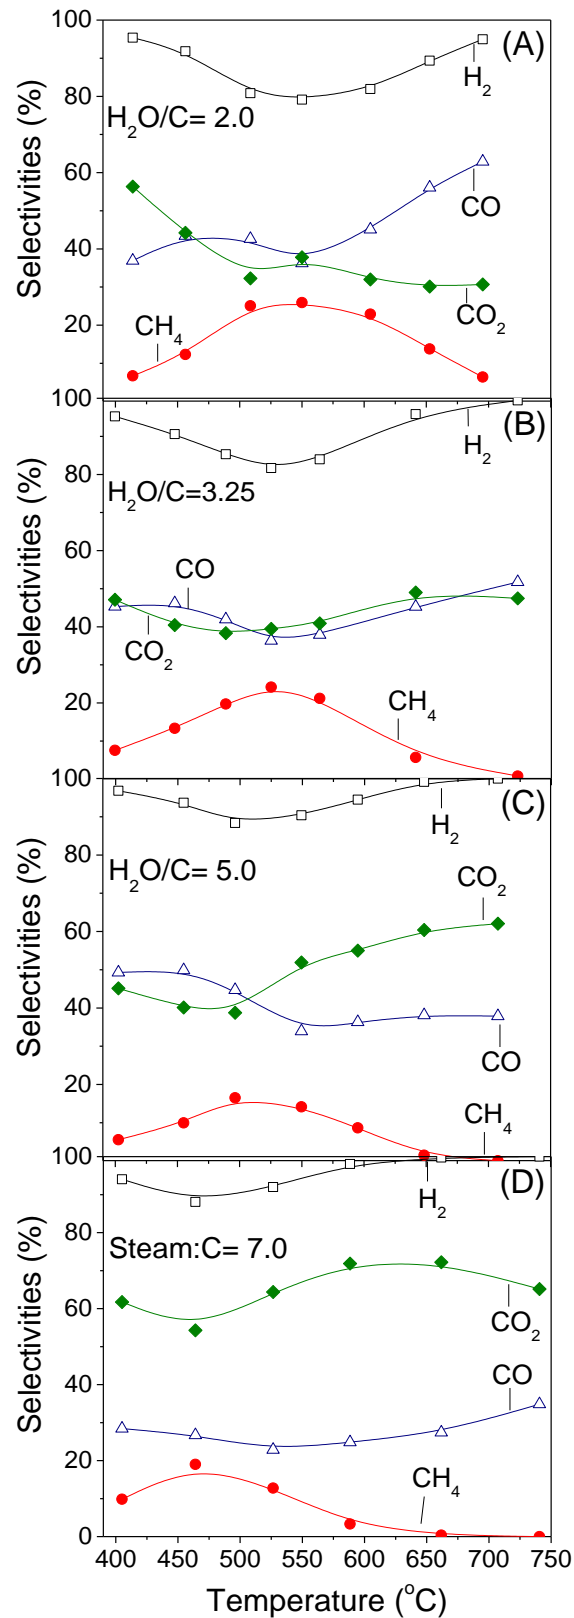 100
(A)
H₂
80
H₂O/C= 2.0
Selectivities (%)
60
CO
40
CO₂
20
CH₄
100
(B)
H₂
80
H₂O/C=3.25
Selectivities (%)
60
CO
40
CO₂
20
CH₄
100
(C)
H₂
80
H₂O/C= 5.0
CO₂
Selectivities (%)
60
40
CO
20
CH₄
100
(D)
H₂
80
Steam:C= 7.0
Selectivities (%)
60
CO₂
40
CO
20
CH₄
0
400 450 500 550 600 650 700 750
Temperature (°C)